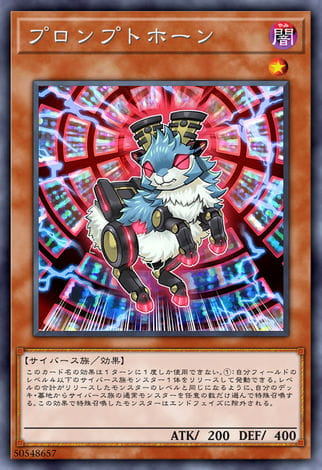 プロンプトホーン
闇
やみ
【サイバース族／効果】
このカード名の効果は1ターンに1度しか使用できない。①：自分フィールドの
レベル4以下のサイバース族モンスター1体をリリースして発動できる。レベ
ルの合計がリリースしたモンスターのレベルと同じになるように、自分のデッ
キ・墓地からサイバース族の通常モンスターを任意の数だけ選んで特殊召喚す
る。この効果で特殊召喚したモンスターはエンドフェイズに除外される。
ATK/ 200 DEF/ 400
50548657